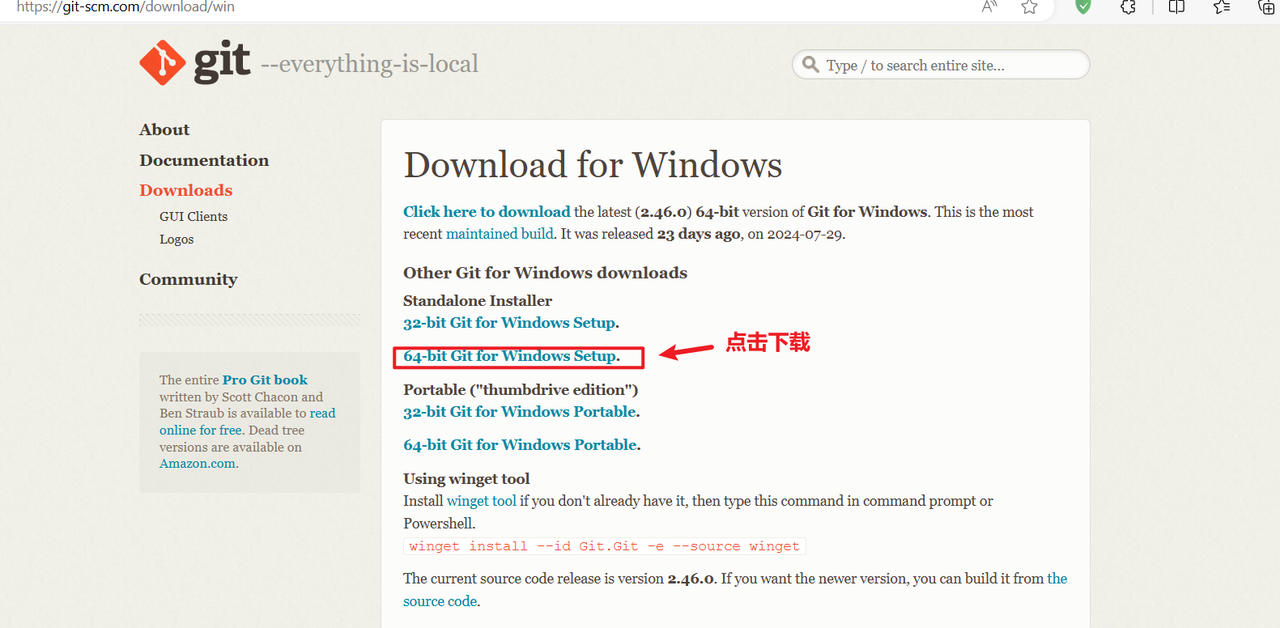 https://git-scm.com/download/win
git --everything-is-local
Type / to search entire site...
About
Documentation
Downloads
GUI Clients
Logos
Community
The entire Pro Git book
written by Scott Chacon and
Ben Straub is available to read
online for free. Dead tree
versions are available on
Amazon.com.
Download for Windows
Click here to download the latest (2.46.0) 64-bit version of Git for Windows. This is the most
recent maintained build. It was released 23 days ago, on 2024-07-29.
Other Git for Windows downloads
Standalone Installer
32-bit Git for Windows Setup.
64-bit Git for Windows Setup.
点击下载
Portable ("thumbdrive edition")
32-bit Git for Windows Portable.
64-bit Git for Windows Portable.
Using winget tool
Install winget tool if you don't already have it, then type this command in command prompt or
Powershell.
winget install --id Git.Git -e --source winget
The current source code release is version 2.46.0. If you want the newer version, you can build it from the
source code.